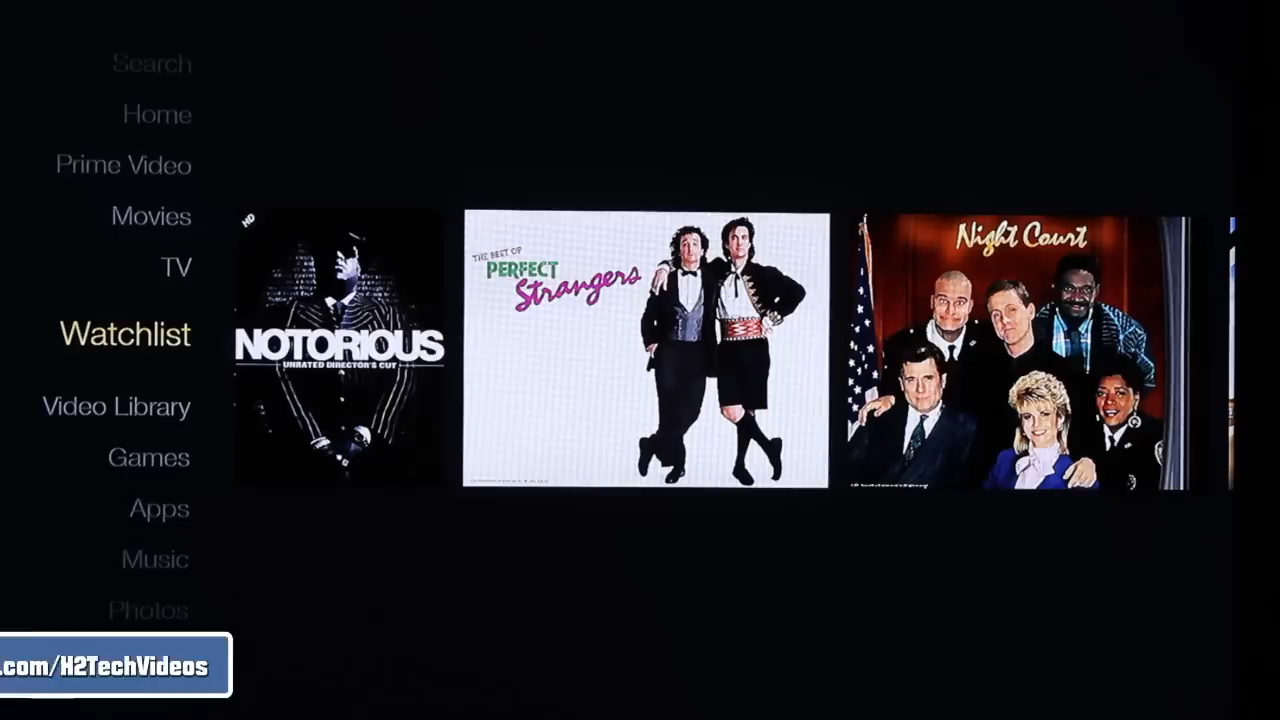 Search
Home
Prime Video
Movies
TV
Watchlist
Video Library
Games
Apps
Music
Photos
HD
NOTORIOUS
UNRATED DIRECTOR'S CUT
THE BEST OF
PERFECT
Strangers
Night Court
.com/H2TechVideos